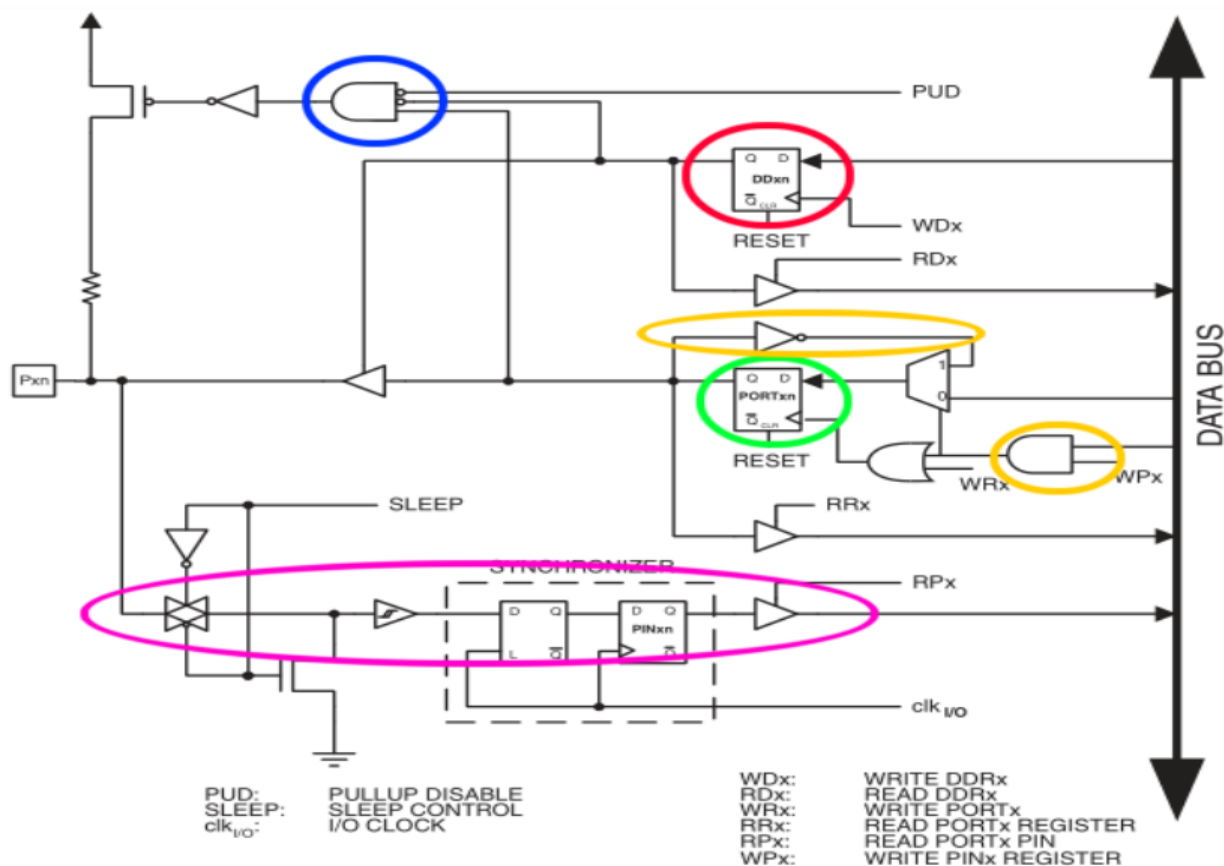 PUD
Q D
DDxn
Q CLR
WDx
RESET
RDx
DATA BUS
1
Pxn
Q D
PORTxn
0
Q CLR
RESET
WPx
WRx
RRx
SLEEP
SYNCHRONIZER
RPx
D Q D Q
PINxn
L Q Q
clk I/O
PUD: PULLUP DISABLE
SLEEP: SLEEP CONTROL
clk I/O: I/O CLOCK
WDx: WRITE DDRx
RDx: READ DDRx
WRx: WRITE PORTx
RRx: READ PORTx REGISTER
RPx: READ PORTx PIN
WPx: WRITE PINx REGISTER